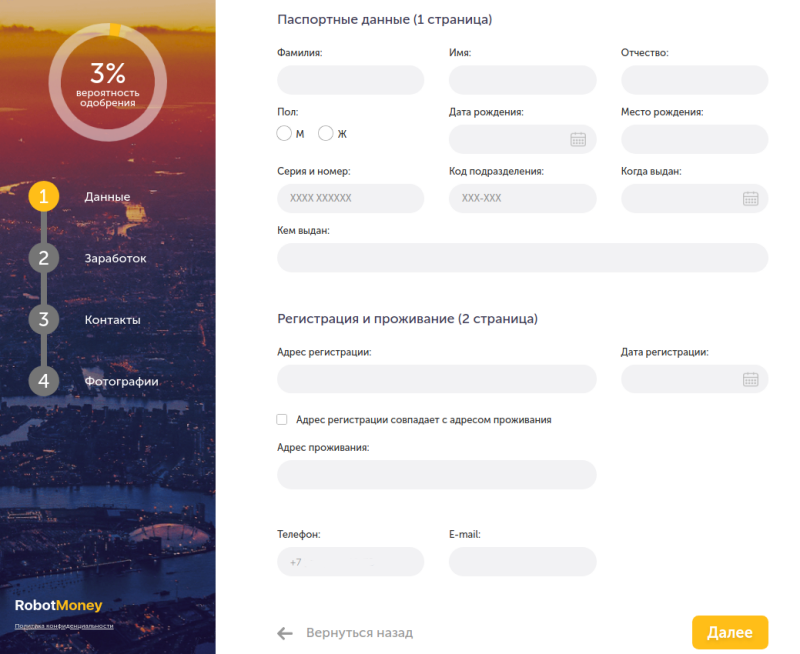 3%
вероятность
одобрения
1 Данные
2 Заработок
3 Контакты
4 Фотографии
RobotMoney
Политика конфиденциальности
Паспортные данные (1 страница)
Фамилия: Имя: Отчество:
Пол: Дата рождения: Место рождения:
М Ж
Серия и номер: Код подразделения: Когда выдан:
XXXX XXXXXX XXX-XXX
Кем выдан:
Регистрация и проживание (2 страница)
Адрес регистрации: Дата регистрации:
Адрес регистрации совпадает с адресом проживания
Адрес проживания:
Телефон: E-mail:
+7
Вернуться назад Далее